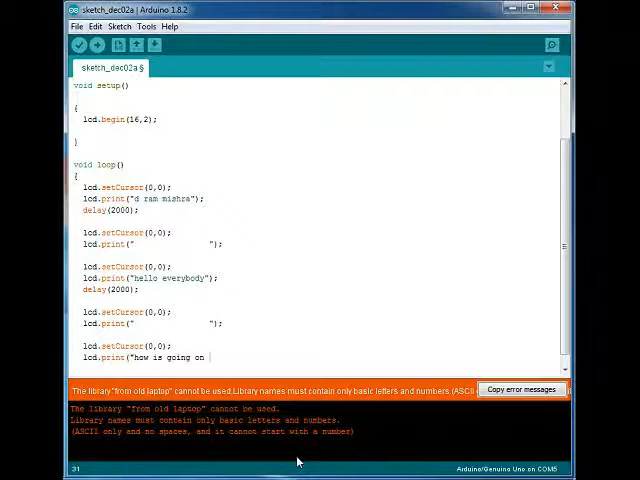 sketch_dec02a | Arduino 1.8.2
File Edit Sketch Tools Help
sketch_dec02a §
void setup()
{
lcd.begin(16,2);
}
void loop()
{
lcd.setCursor(0,0);
lcd.print("d ram mishra");
delay(2000);
lcd.setCursor(0,0);
lcd.print("                ");
lcd.setCursor(0,0);
lcd.print("hello everybody");
delay(2000);
lcd.setCursor(0,0);
lcd.print("                ");
lcd.setCursor(0,0);
lcd.print("how is going on
The library "from old laptop" cannot be used.Library names must contain only basic letters and numbers.(ASCII Copy error messages
The library "from old laptop" cannot be used.
Library names must contain only basic letters and numbers.
(ASCII only and no spaces, and it cannot start with a number)
31 Arduino/Genuino Uno on COM5